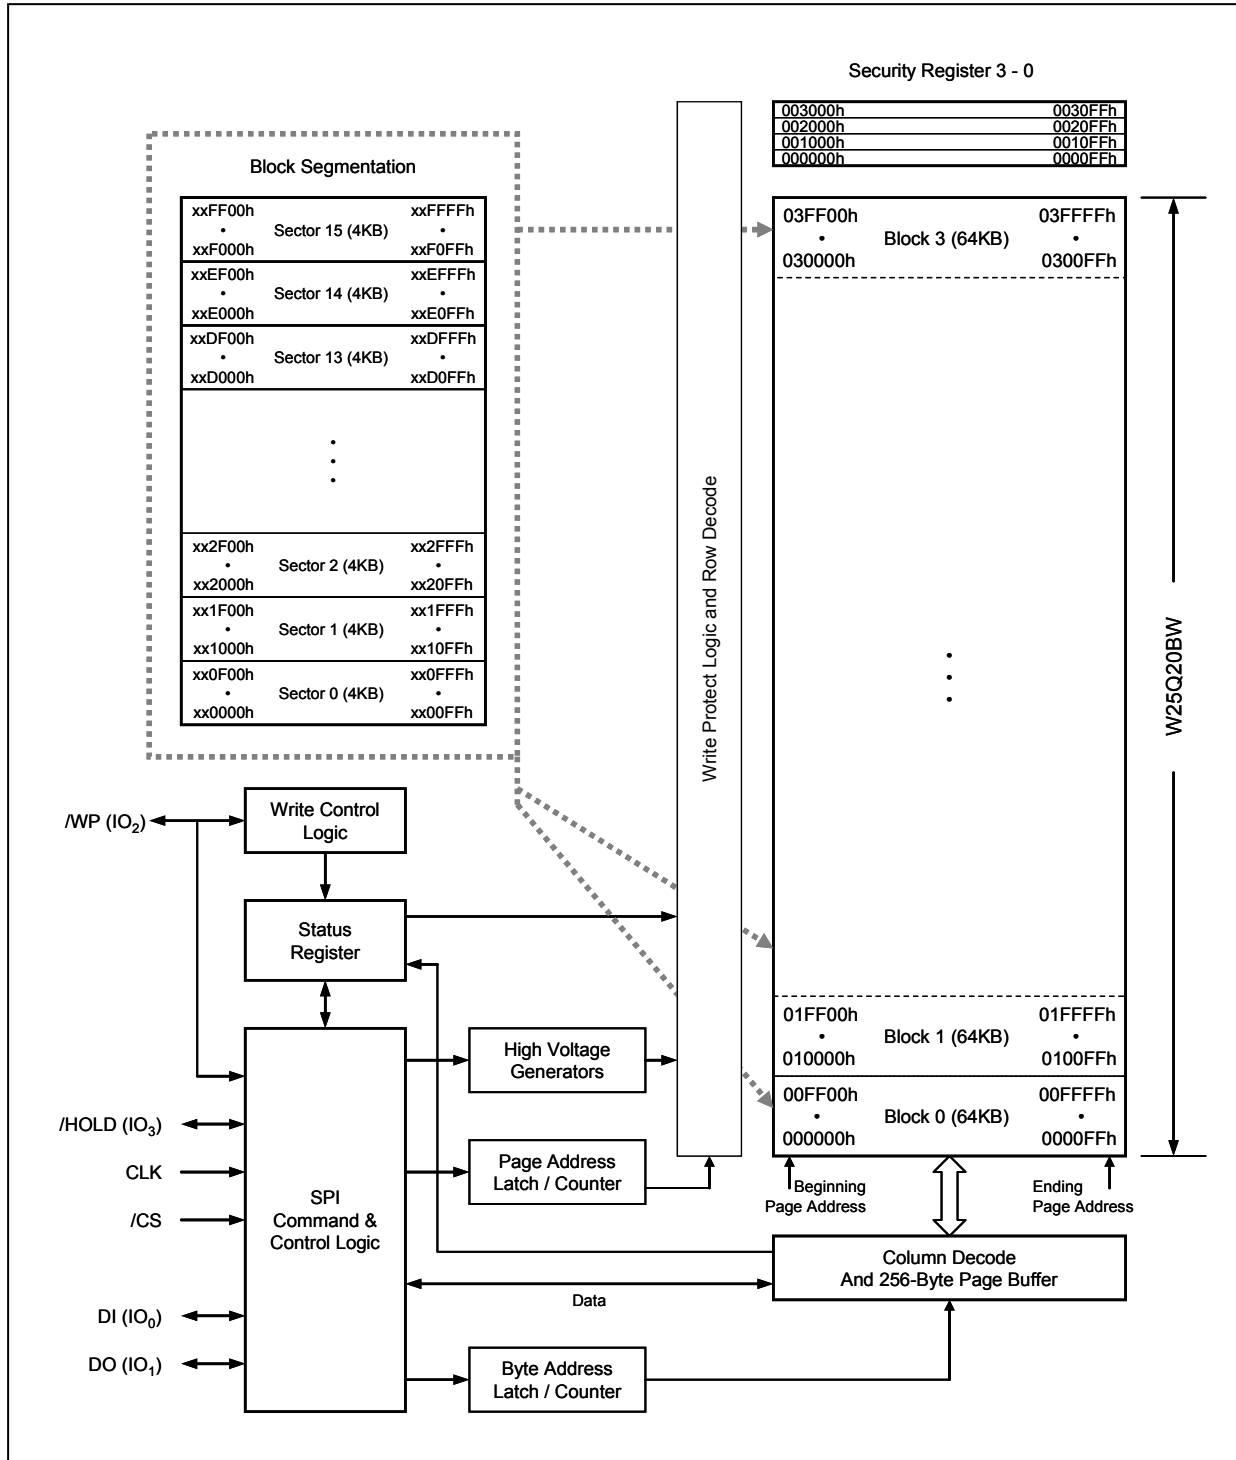 Security Register 3 - 0
003000h 0030FFh
002000h 0020FFh
001000h 0010FFh
000000h 0000FFh
Block Segmentation
xxFF00h xxFFFFh
• Sector 15 (4KB) •
xxF000h xxF0FFh
xxEF00h xxEFFFh
• Sector 14 (4KB) •
xxE000h xxE0FFh
xxDF00h xxDFFFh
• Sector 13 (4KB) •
xxD000h xxD0FFh
xx2F00h xx2FFFh
• Sector 2 (4KB) •
xx2000h xx20FFh
xx1F00h xx1FFFh
• Sector 1 (4KB) •
xx1000h xx10FFh
xx0F00h xx0FFFh
• Sector 0 (4KB) •
xx0000h xx00FFh
Write Protect Logic and Row Decode
03FF00h 03FFFFh
• Block 3 (64KB) •
030000h 0300FFh
01FF00h 01FFFFh
• Block 1 (64KB) •
010000h 0100FFh
00FF00h 00FFFFh
• Block 0 (64KB) •
000000h 0000FFh
W25Q20BW
Beginning
Page Address
Ending
Page Address
/WP (IO2)
Write Control
Logic
Status
Register
High Voltage
Generators
/HOLD (IO3)
CLK
/CS
DI (IO0)
DO (IO1)
SPI
Command &
Control Logic
Page Address
Latch / Counter
Column Decode
And 256-Byte Page Buffer
Data
Byte Address
Latch / Counter